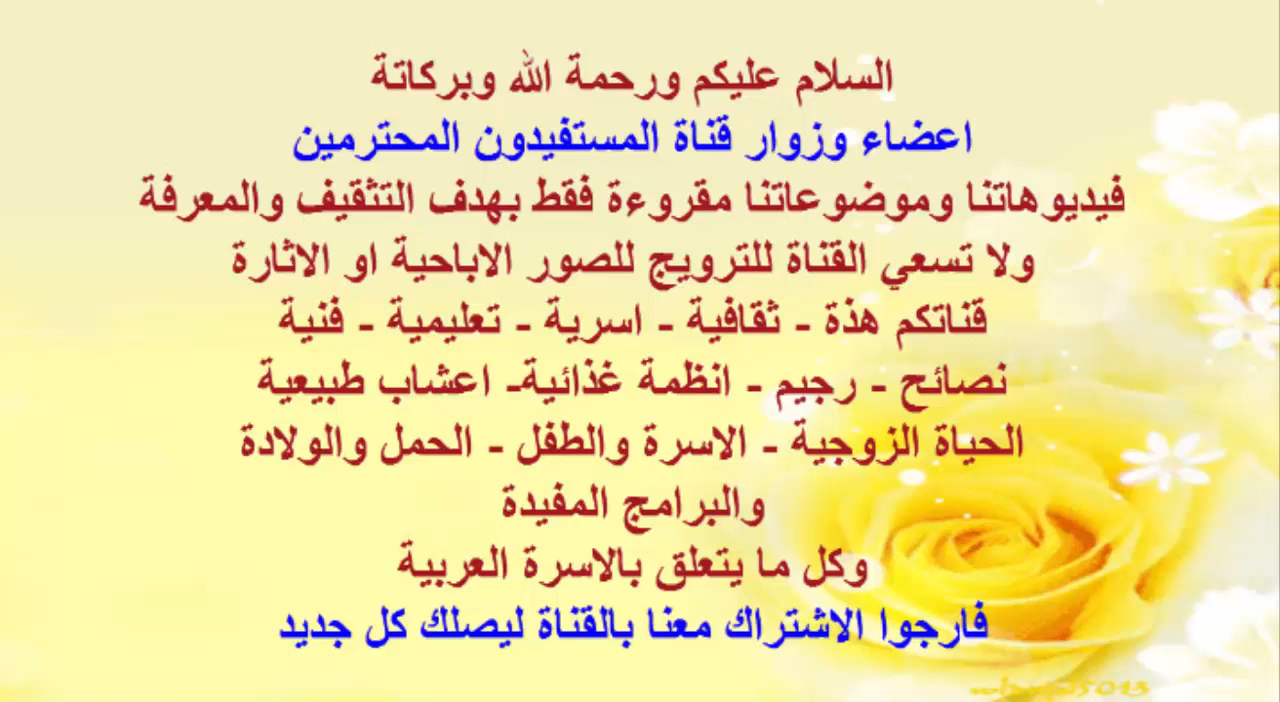 السلام عليكم ورحمة الله وبركاتة
اعضاء وزوار قناة المستفيدون المحترمين
فيديوهاتنا وموضوعاتنا مقروءة فقط بهدف التثقيف والمعرفة
ولا تسعي القناة للترويج للصور الاباحية او الاثارة
قناتكم هذة - ثقافية - اسرية - تعليمية - فنية
نصائح - رجيم - انظمة غذائية- اعشاب طبيعية
الحياة الزوجية - الاسرة والطفل - الحمل والولادة
والبرامج المفيدة
وكل ما يتعلق بالاسرة العربية
فارجوا الاشتراك معنا بالقناة ليصلك كل جديد